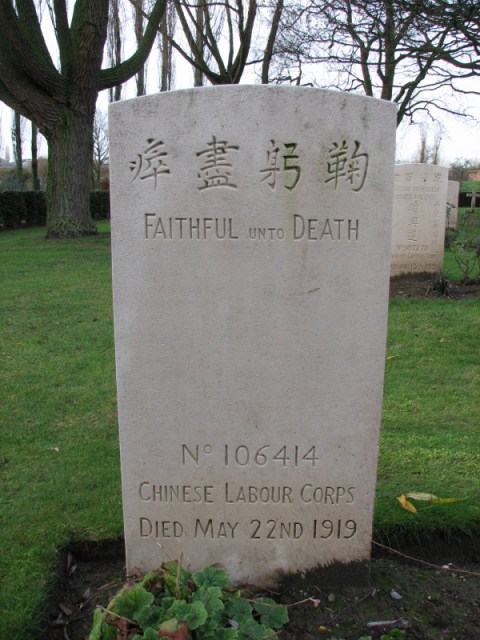 鞠躬盡瘁
FAITHFUL UNTO DEATH
No 106414
CHINESE LABOUR CORPS
DIED MAY 22ND 1919